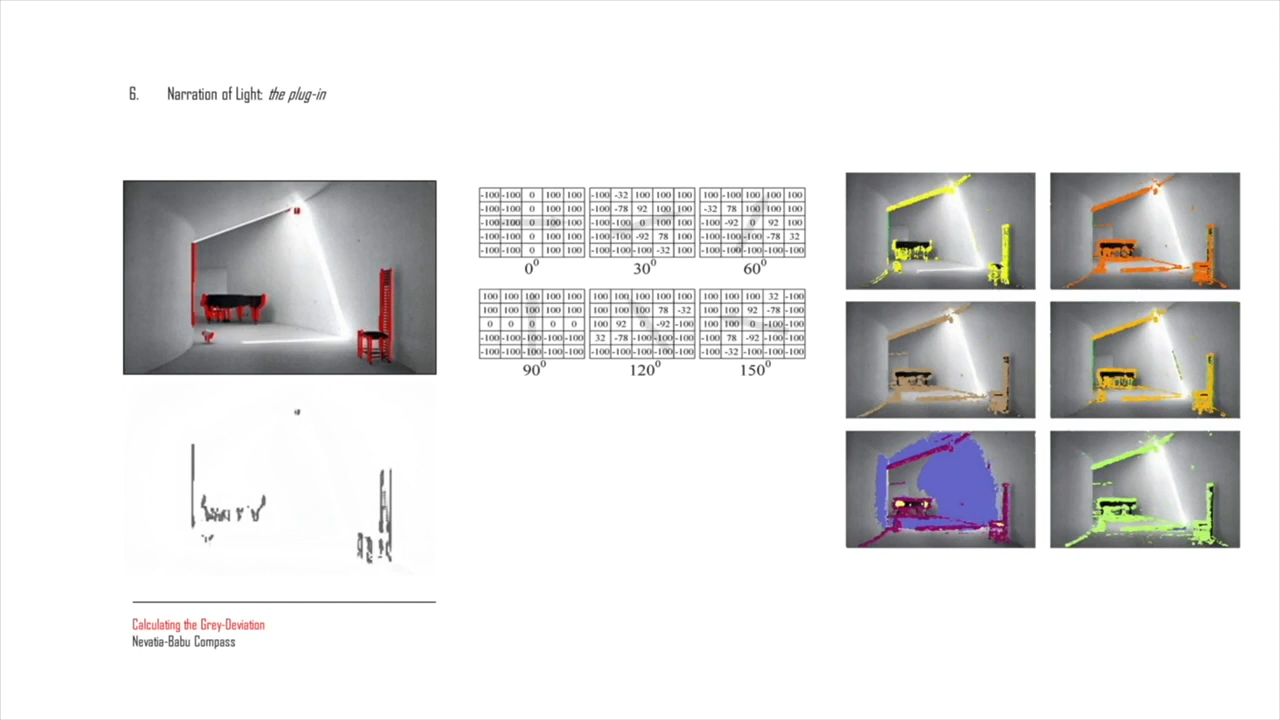 6. Narration of Light: the plug-in
-100 -100 0 100 100 -100 -32 100 100 100 100 -100 100 100 100
-100 -100 0 100 100 -100 -78 92 100 100 -32 78 100 100 100
-100 -100 0 100 100 -100 -100 0 100 100 -100 -92 0 92 100
-100 -100 0 100 100 -100 -100 -92 78 100 -100 -100 -100 -78 32
-100 -100 0 100 100 -100 -100 -100 -32 100 -100 -100 -100 -100 -100
0⁰ 30⁰ 60⁰
100 100 100 100 100 100 100 100 100 100 100 100 100 32 -100
100 100 100 100 100 100 100 100 78 -32 100 100 92 -78 -100
0 0 0 0 100 92 0 -92 -100 100 100 0 -100 -100
-100 -100 -100 -100 -100 32 -78 -100 -100 -100 100 78 -92 -100 -100
-100 -100 -100 -100 -100 -100 -100 -100 -100 -100 -100 -32 -100 -100 -100
90⁰ 120⁰ 150⁰
Calculating the Grey-Deviation
Nevatia-Babu Compass